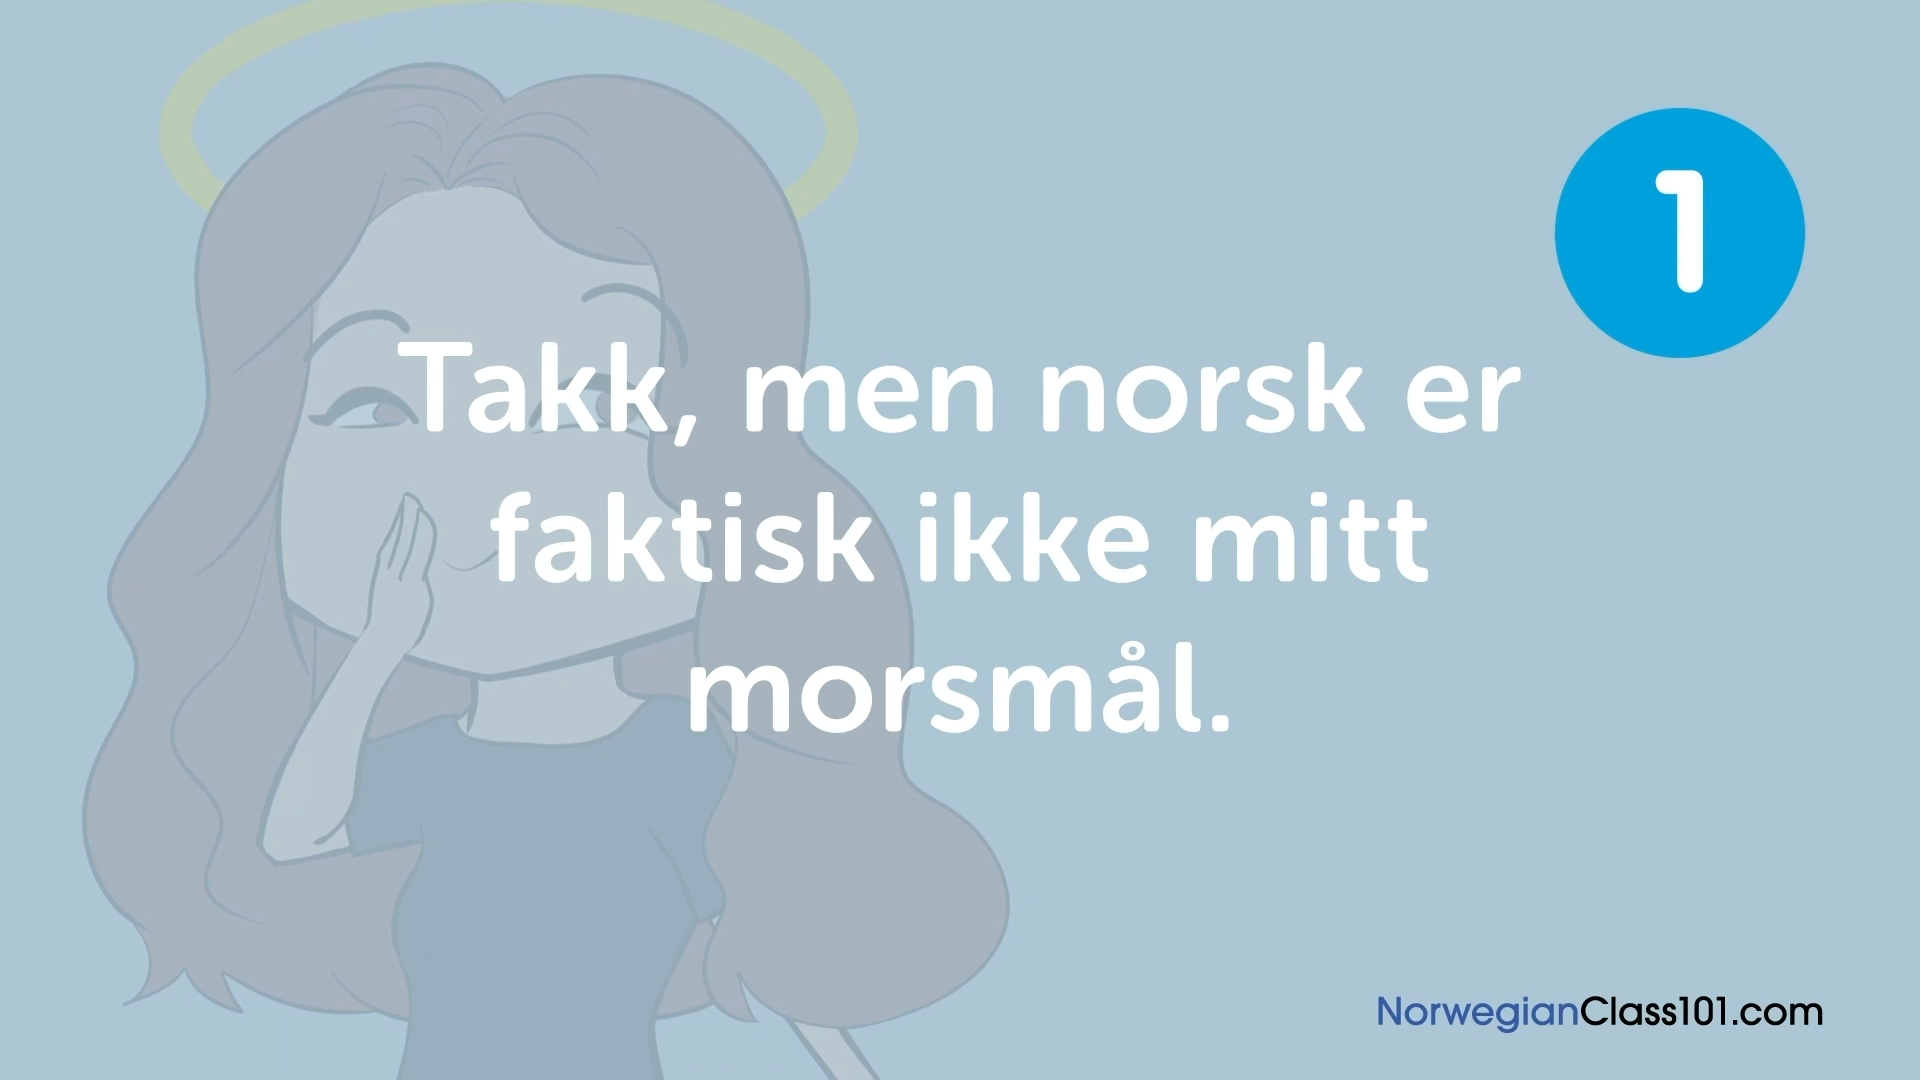 1
Takk, men norsk er
faktisk ikke mitt
morsmål.
NorwegianClass101.com